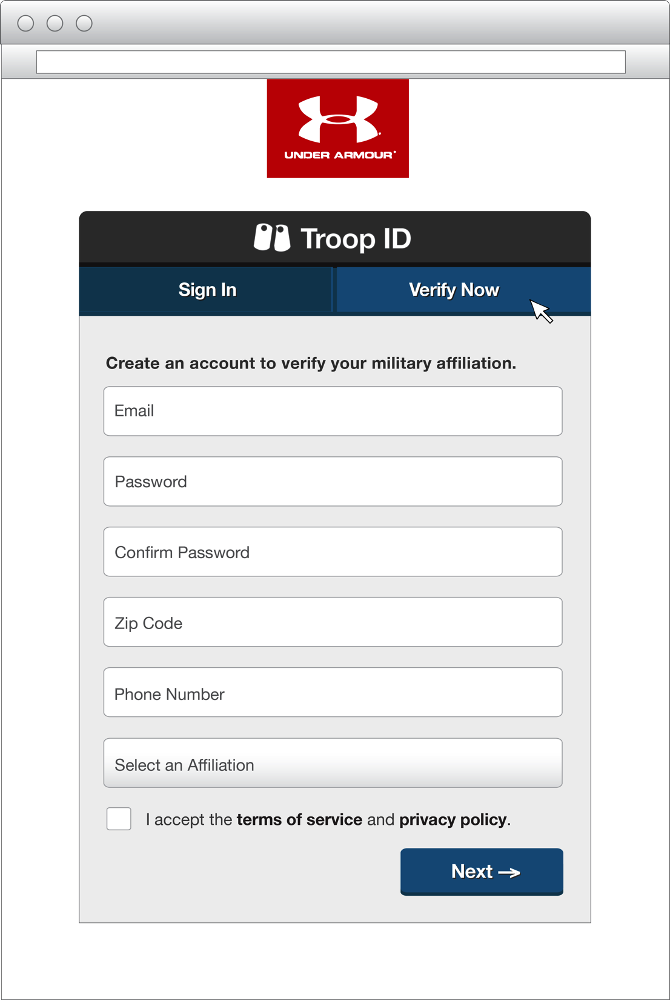 UNDER ARMOUR
Troop ID
Sign In
Verify Now
Create an account to verify your military affiliation.
Email
Password
Confirm Password
Zip Code
Phone Number
Select an Affiliation
I accept the terms of service and privacy policy.
Next →